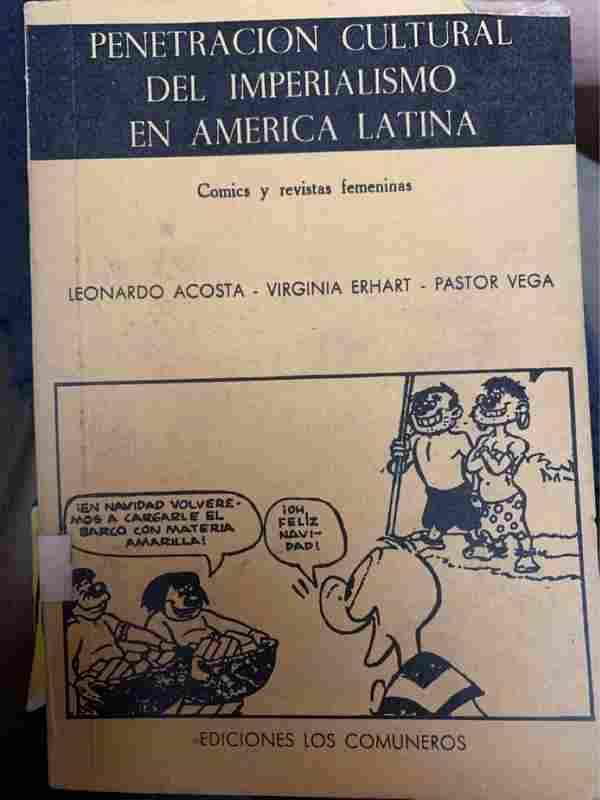 PENETRACION CULTURAL
DEL IMPERIALISMO
EN AMERICA LATINA
Comics y revistas femeninas
LEONARDO ACOSTA - VIRGINIA ERHART - PASTOR VEGA
¡EN NAVIDAD VOLVERE-
MOS A CARGARLE EL
BARCO CON MATERIA
AMARILLA!
¡OH,
FELÍZ
NAVI-
DAD!
EDICIONES LOS COMUNEROS